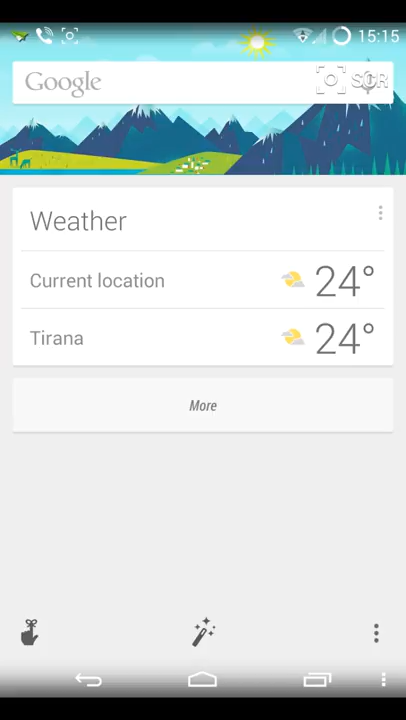 15:15
Google
SCR
Weather
Current location 24°
Tirana 24°
More